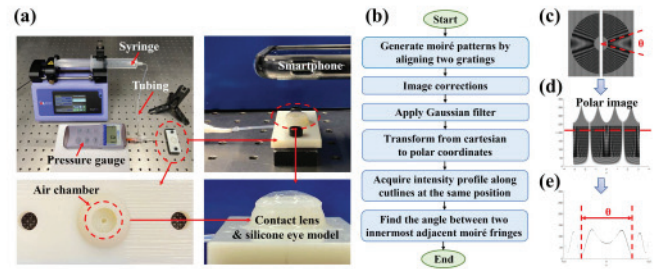 (a)
Syringe
Tubing
Pressure gauge
Smartphone
Air chamber
Contact lens
& silicone eye model
(b)
Start
Generate moiré patterns by
aligning two gratings
Image corrections
Apply Gaussian filter
Transform from cartesian
to polar coordinates
Acquire intensity profile along
cutlines at the same position
Find the angle between two
innermost adjacent moiré fringes
End
(c)
θ
(d)
Polar image
(e)
θ